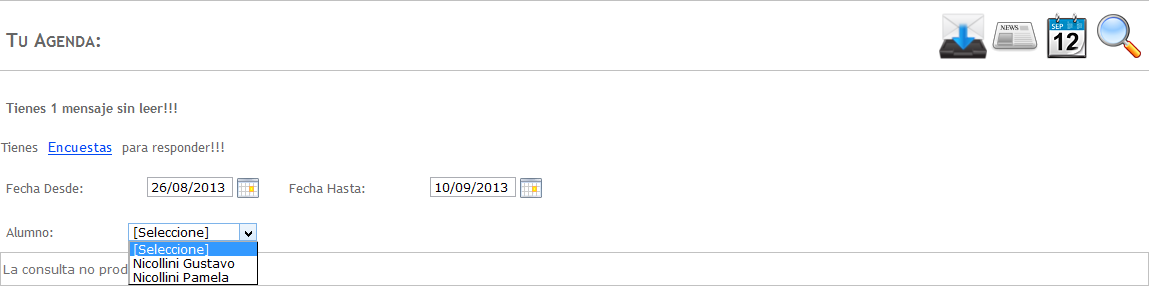 TU AGENDA:
NEWS
SEP
12
Tienes 1 mensaje sin leer!!!
Tienes Encuestas para responder!!!
Fecha Desde: 26/08/2013 Fecha Hasta: 10/09/2013
Alumno: [Seleccione]
[Seleccione]
Nicollini Gustavo
La consulta no prod
Nicollini Pamela